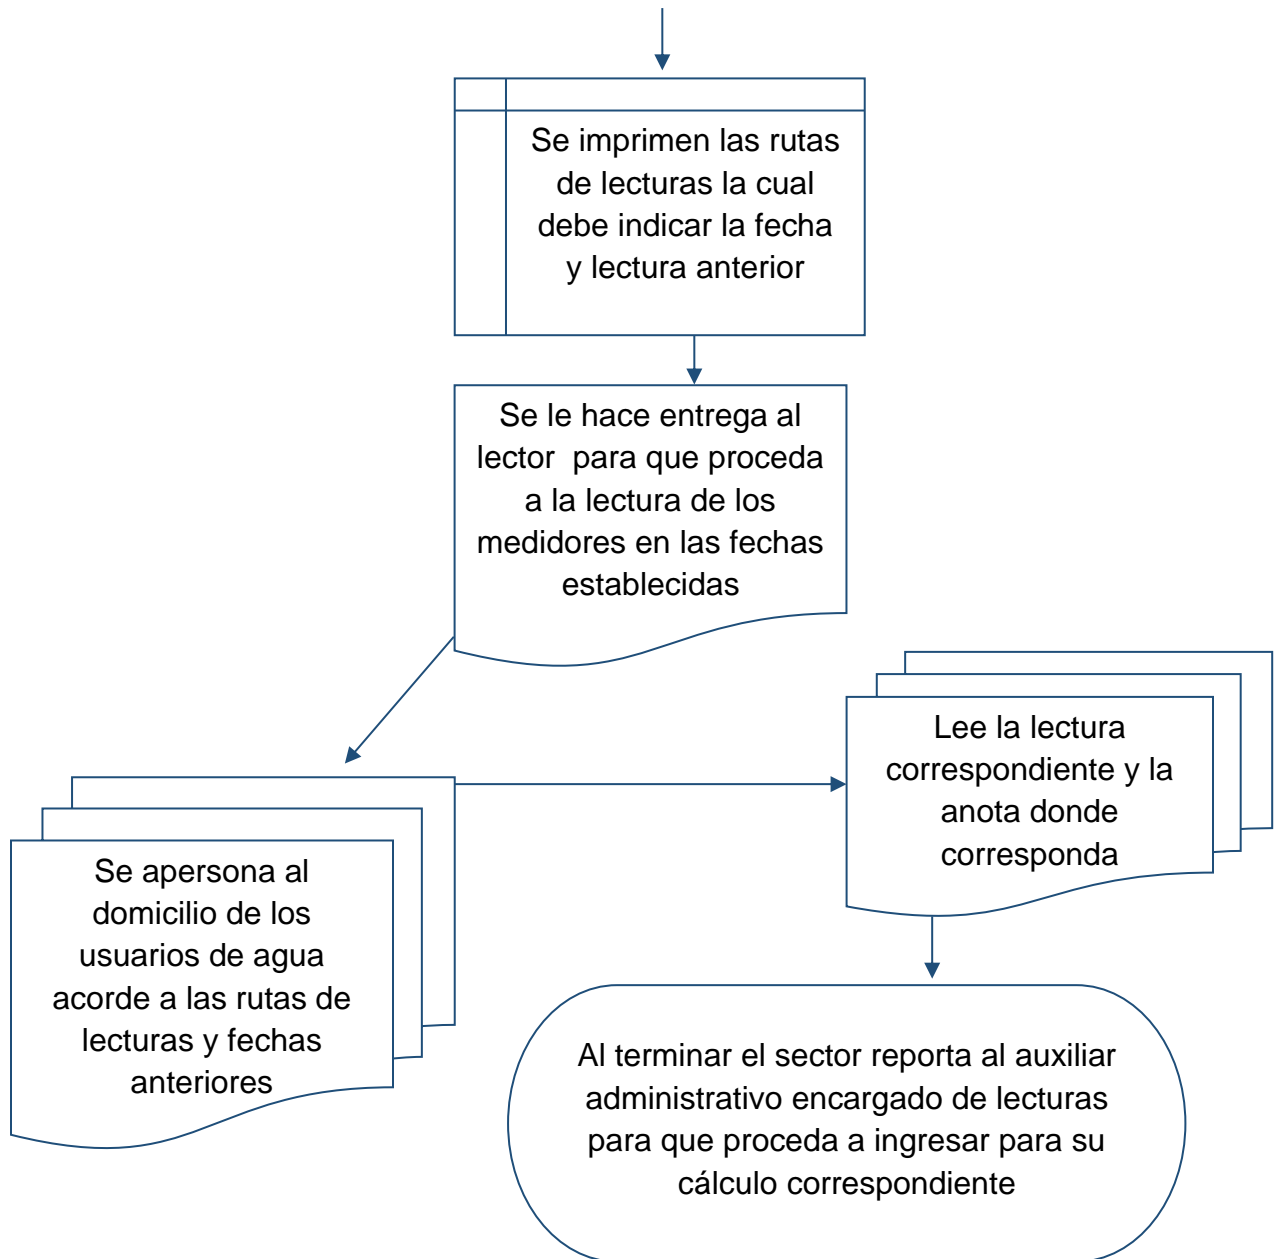 Se imprimen las rutas
de lecturas la cual
debe indicar la fecha
y lectura anterior
Se le hace entrega al
lector  para que proceda
a la lectura de los
medidores en las fechas
establecidas
Se apersona al
domicilio de los
usuarios de agua
acorde a las rutas de
lecturas y fechas
anteriores
Lee la lectura
correspondiente y la
anota donde
corresponda
Al terminar el sector reporta al auxiliar
administrativo encargado de lecturas
para que proceda a ingresar para su
cálculo correspondiente